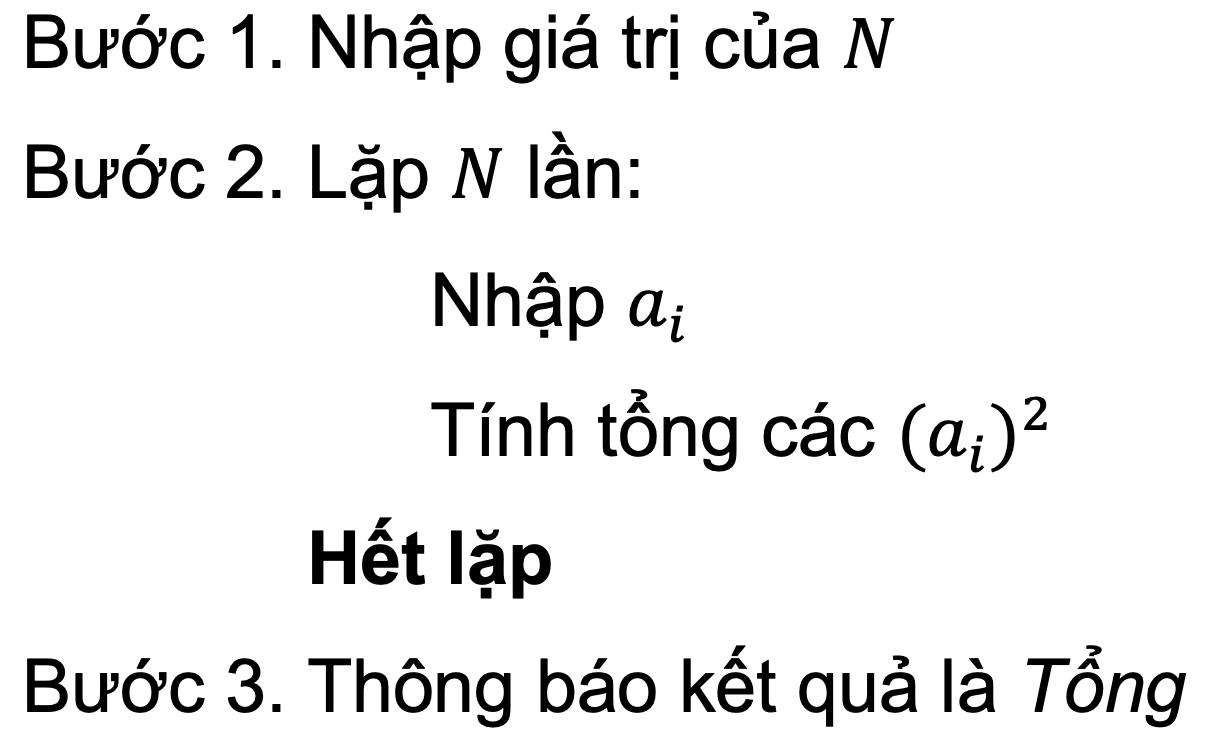 Bước 1. Nhập giá trị của N
Bước 2. Lặp N lần:
Nhập aᵢ
Tính tổng các (aᵢ)²
Hết lặp
Bước 3. Thông báo kết quả là Tổng